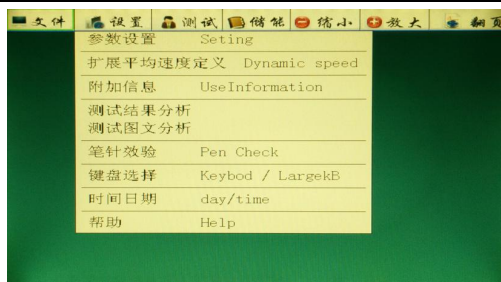 文件 设置 测试 储能 缩小 放大 翻页
参数设置 Seting
扩展平均速度定义 Dynamic speed
附加信息 UseInformation
测试结果分析
测试图文分析
笔针效验 Pen Check
键盘选择 Keybod / LargekB
时间日期 day/time
帮助 Help